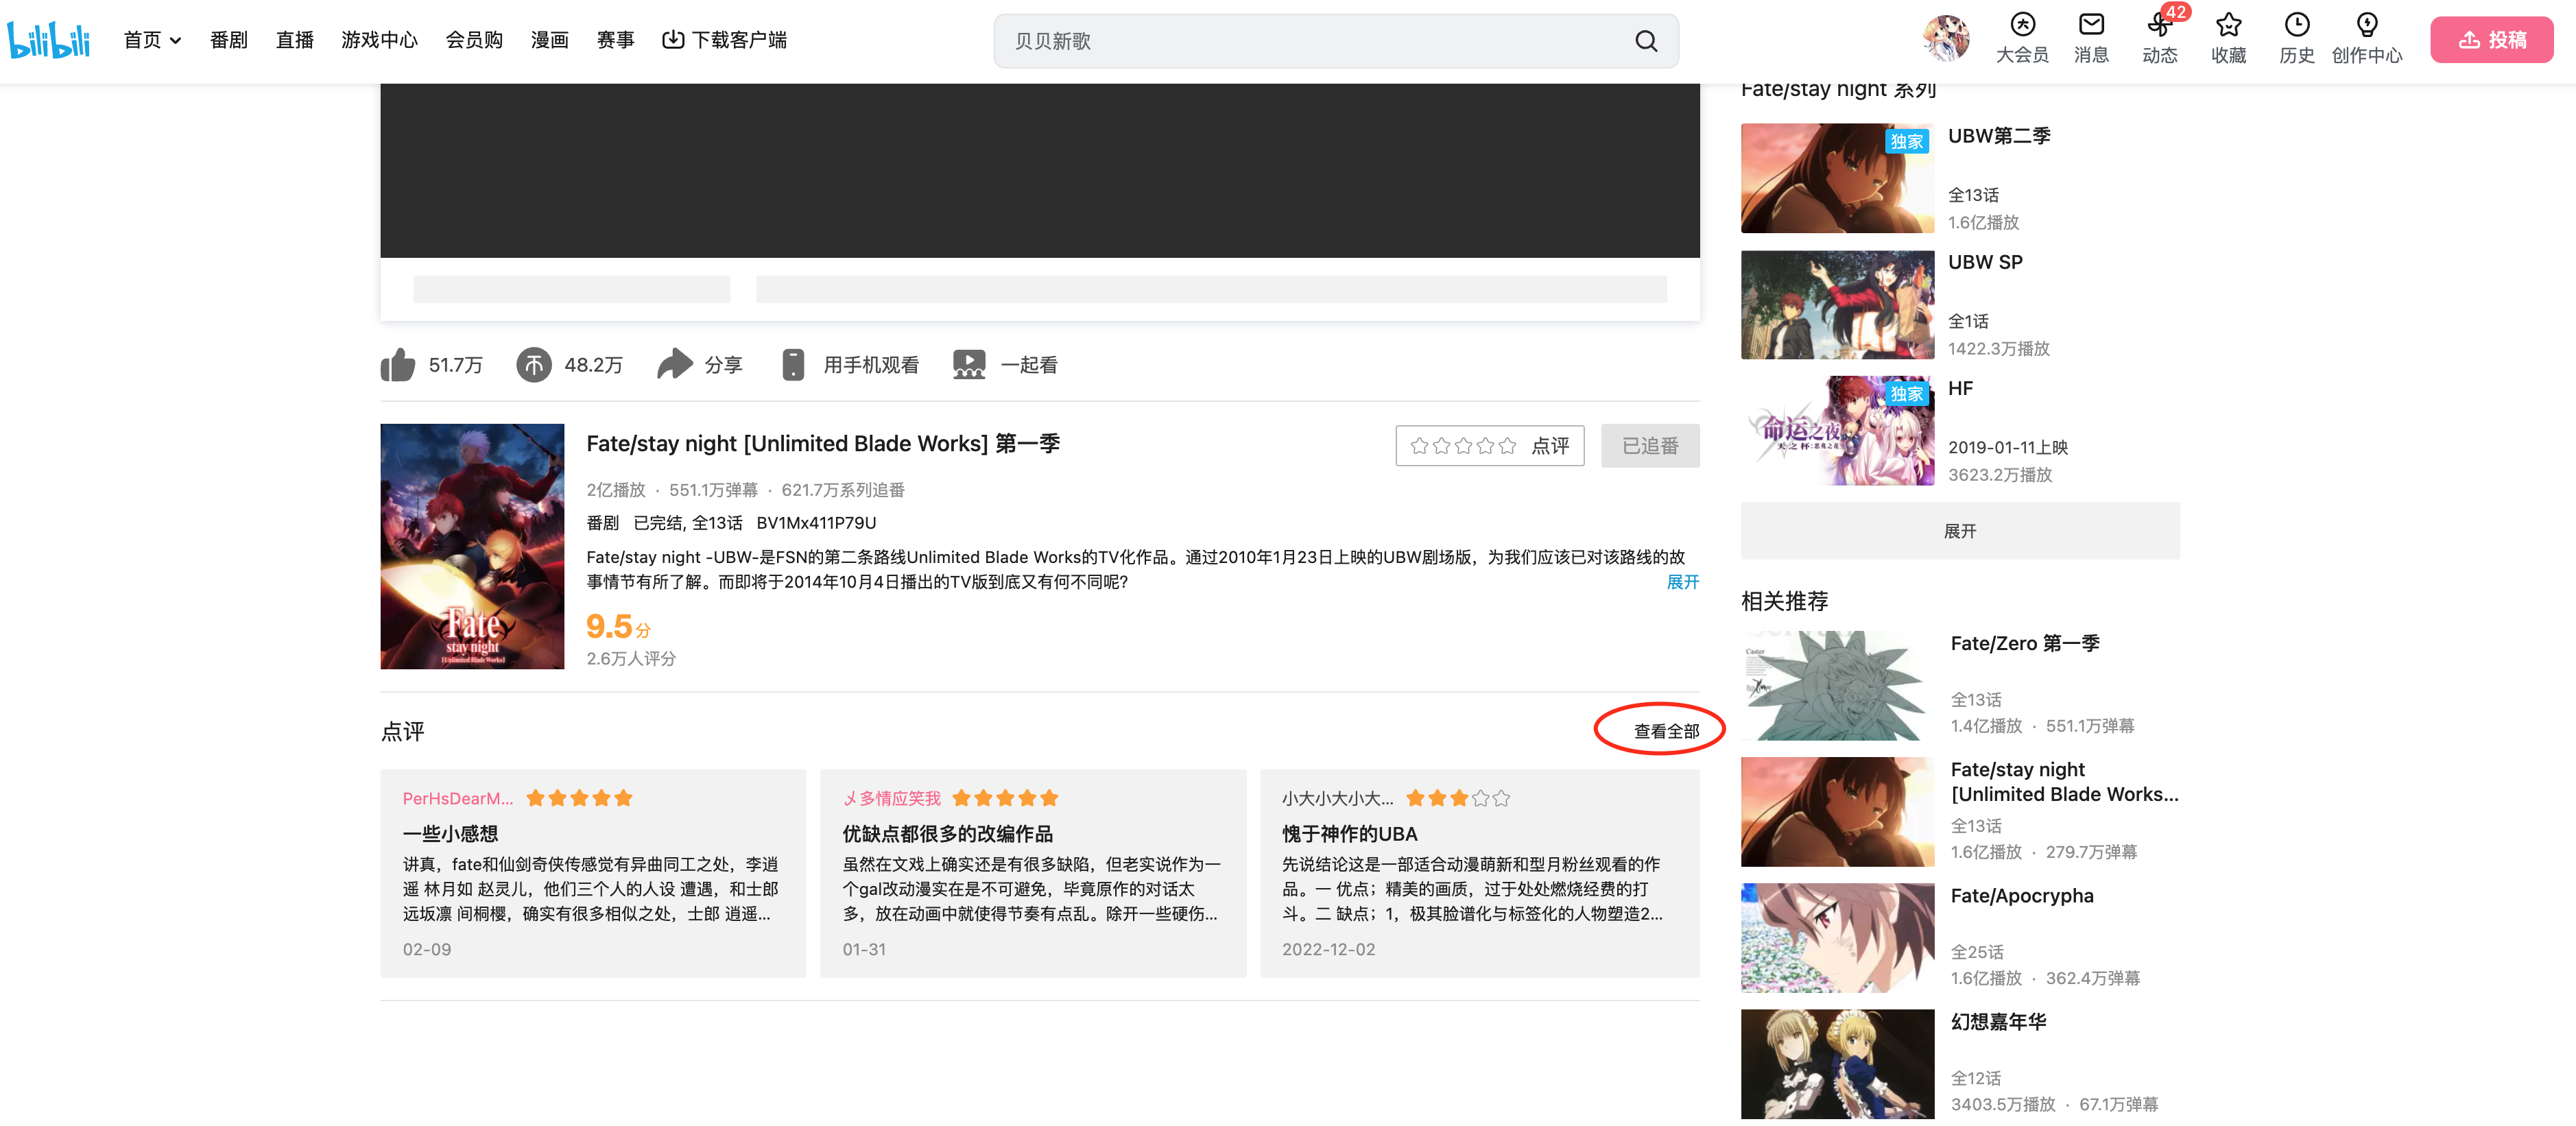 bilibili
首页
番剧
直播
游戏中心
会员购
漫画
赛事
下载客户端
贝贝新歌
大会员
消息
42
动态
收藏
历史
创作中心
投稿
51.7万
48.2万
分享
用手机观看
一起看
Fate/stay night [Unlimited Blade Works] 第一季
点评
已追番
2亿播放 · 551.1万弹幕 · 621.7万系列追番
番剧 已完结, 全13话 BV1Mx411P79U
Fate/stay night -UBW-是FSN的第二条路线Unlimited Blade Works的TV化作品。通过2010年1月23日上映的UBW剧场版，为我们应该已对该路线的故
事情节有所了解。而即将于2014年10月4日播出的TV版到底又有何不同呢?
展开
9.5分
2.6万人评分
Fate
stay night
[Unlimited Blade Works]
点评
查看全部
PerHsDearM...
一些小感想
讲真，fate和仙剑奇侠传感觉有异曲同工之处，李逍
遥 林月如 赵灵儿，他们三个人的人设 遭遇，和士郎
远坂凛 间桐樱，确实有很多相似之处，士郎 逍遥...
02-09
乄多情应笑我
优缺点都很多的改编作品
虽然在文戏上确实还是有很多缺陷，但老实说作为一
个gal改动漫实在是不可避免，毕竟原作的对话太
多，放在动画中就使得节奏有点乱。除开一些硬伤...
01-31
小大小大小大...
愧于神作的UBA
先说结论这是一部适合动漫萌新和型月粉丝观看的作
品。一 优点；精美的画质，过于处处燃烧经费的打
斗。二 缺点；1，极其脸谱化与标签化的人物塑造2...
2022-12-02
Fate/stay night 系列
独家
UBW第二季
全13话
1.6亿播放
UBW SP
全1话
1422.3万播放
独家
命运之夜
HF
2019-01-11上映
3623.2万播放
展开
相关推荐
Caster
Fate/Zero 第一季
全13话
1.4亿播放 · 551.1万弹幕
Fate/stay night
[Unlimited Blade Works...
全13话
1.6亿播放 · 279.7万弹幕
Fate/Apocrypha
全25话
1.6亿播放 · 362.4万弹幕
幻想嘉年华
全12话
3403.5万播放 · 67.1万弹幕